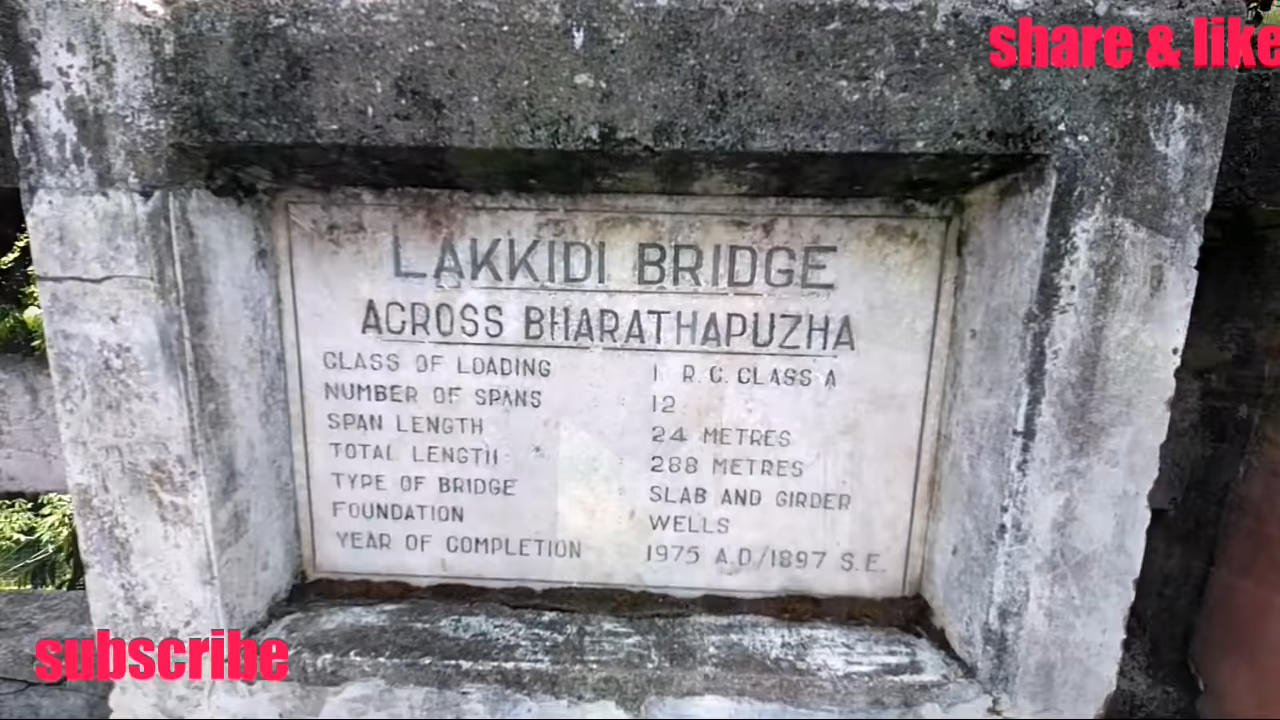 share & like
LAKKIDI BRIDGE
ACROSS BHARATHAPUZHA
CLASS OF LOADING I. R. C. CLASS A
NUMBER OF SPANS 12
SPAN LENGTH 24 METRES
TOTAL LENGTH 288 METRES
TYPE OF BRIDGE SLAB AND GIRDER
FOUNDATION WELLS
YEAR OF COMPLETION 1975 A.D/1897 S.E.
subscribe